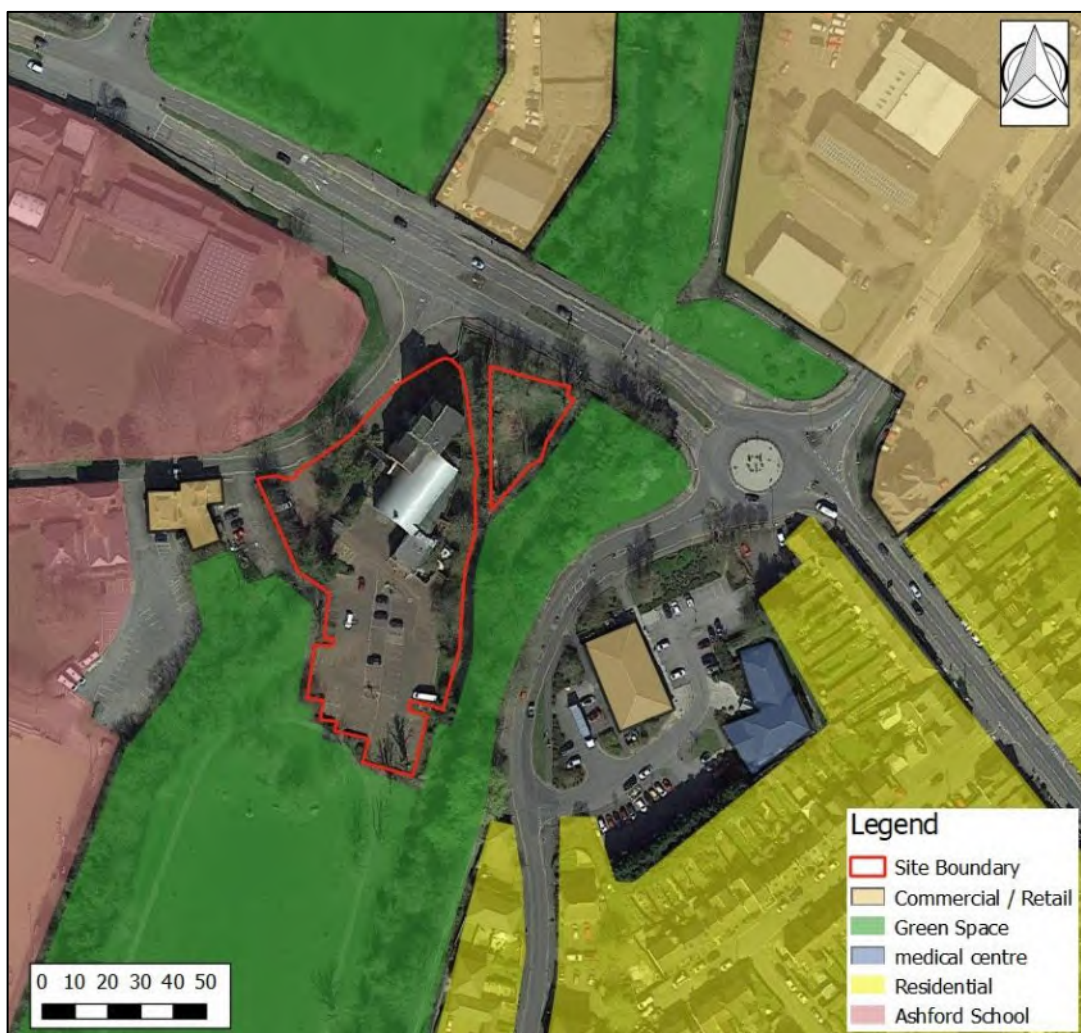 Legend
Site Boundary
Commercial / Retail
Green Space
medical centre
Residential
Ashford School
0 10 20 30 40 50